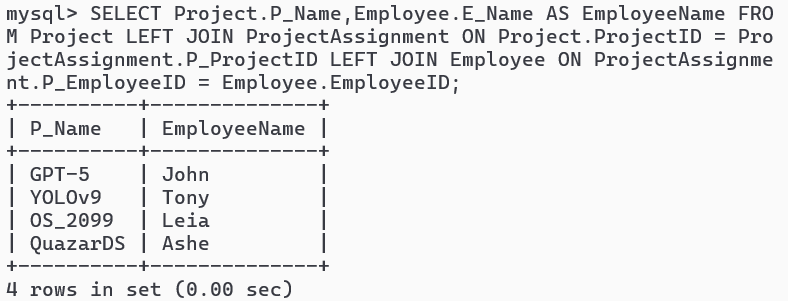 mysql> SELECT Project.P_Name,Employee.E_Name AS EmployeeName FRO
M Project LEFT JOIN ProjectAssignment ON Project.ProjectID = Pro
jectAssignment.P_ProjectID LEFT JOIN Employee ON ProjectAssignme
nt.P_EmployeeID = Employee.EmployeeID;
+----------+--------------+
| P_Name   | EmployeeName |
+----------+--------------+
| GPT-5    | John         |
| YOLOv9   | Tony         |
| OS_2099  | Leia         |
| QuazarDS | Ashe         |
+----------+--------------+
4 rows in set (0.00 sec)